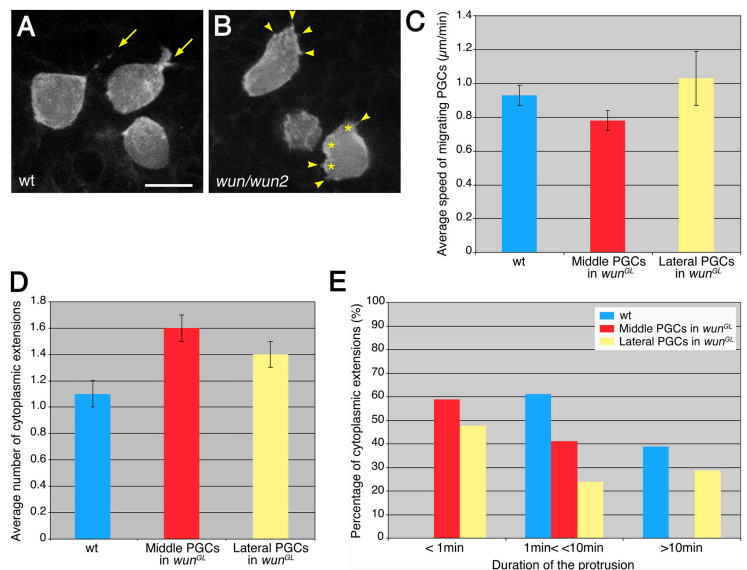 A
wt
B
wun/wun2
C
Average speed of migrating PGCs (µm/min)
1.4
1.2
1.0
0.8
0.6
0.4
0.2
0
wt
Middle PGCs
in wunGL
Lateral PGCs
in wunGL
D
Average number of cytoplasmic extensions
1.8
1.6
1.4
1.2
1.0
0.8
0.6
0.4
0.2
0
wt
Middle PGCs
in wunGL
Lateral PGCs
in wunGL
E
Percentage of cytoplasmic extensions (%)
100
90
80
70
60
50
40
30
20
10
0
wt
Middle PGCs in wunGL
Lateral PGCs in wunGL
< 1min
1min< <10min
>10min
Duration of the protrusion